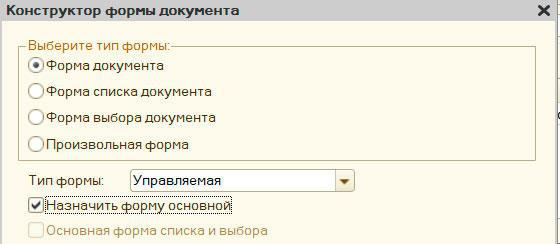 Конструктор формы документа
Выберите тип формы:
Форма документа
Форма списка документа
Форма выбора документа
Произвольная форма
Тип формы: Управляемая
Назначить форму основной
Основная форма списка и выбора